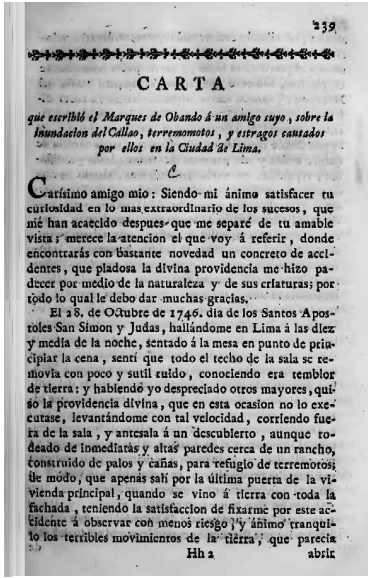 239
CARTA
que escribió el Marques de Obando á un amigo suyo, sobre la
Inundacion del Callao, terremomotos, y estragos causados
por ellos en la Ciudad de Lima.
Carísimo amigo mio: Siendo mi ánimo satisfacer tu
curiosidad en lo mas extraordinario de los sucesos, que
me han acaecido despues que me separé de tu amable
vista; merece la atencion el que voy á referir, donde
encontrarás con bastante novedad un concreto de acci-
dentes, que piadosa la divina providencia me hizo pa-
decer por medio de la naturaleza y de sus criaturas; por
todo lo qual le debo dar muchas gracias.
El 28. de Octubre de 1746. dia de los Santos Apos-
toles San Simon y Judas, hallándome en Lima á las diez
y media de la noche, sentado á la mesa en punto de prin-
cipiar la cena, sentí que todo el techo de la sala se re-
movia con poco y sutil ruido, conociendo era temblor
de tierra: y habiendo yo despreciado otros mayores, qui-
so la providencia divina, que en esta ocasion no lo exe-
cutase, levantándome con tal velocidad, corriendo fue-
ra de la sala, y antesala á un descubierto, aunque ro-
deado de inmediatas y altas paredes cerca de un rancho,
construido de palos y cañas, para refugio de terremotos;
de modo, que apenas salí por la última puerta de la vi-
vienda principal, quando se vino á tierra con toda la
fachada, teniendo la satisfaccion de fixarme por este ac-
cidente á observar con menos riesgo, y ánimo tranqui-
lo los terribles movimientos de la tierra, que parecia
Hh 2 abrir